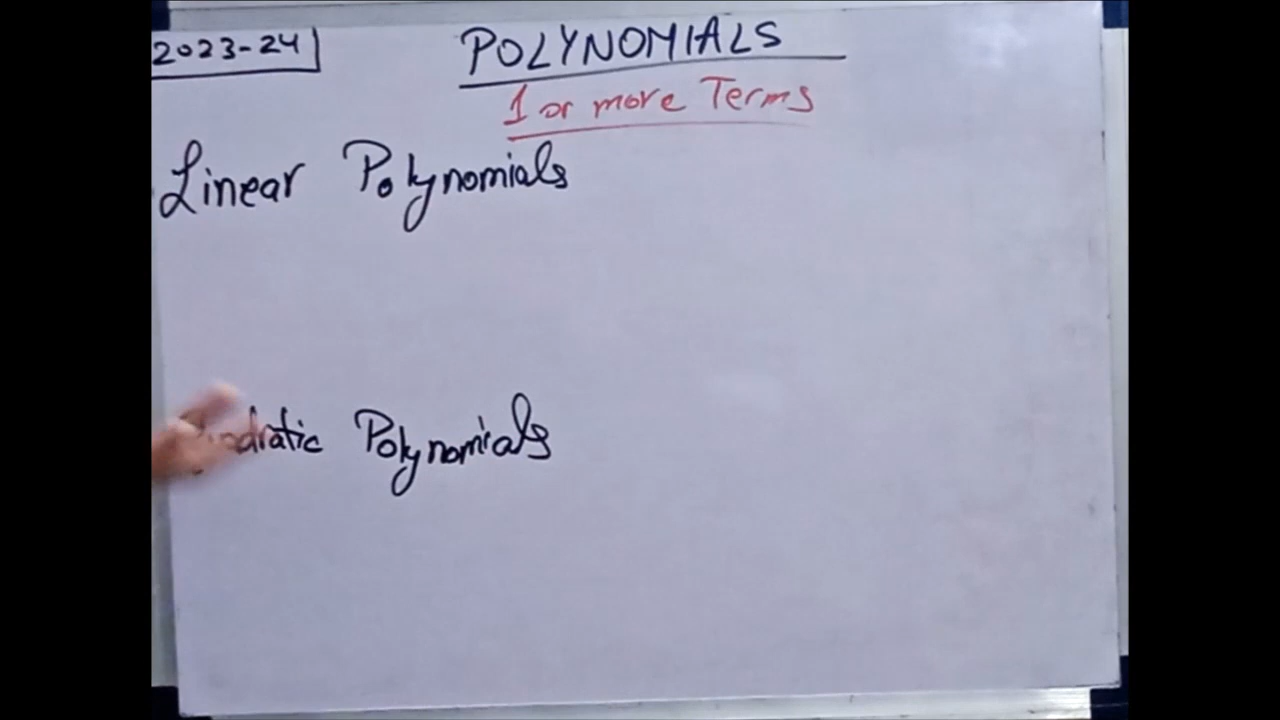 2023-24
POLYNOMIALS
1 or more Terms
Linear Polynomials
Polynomials